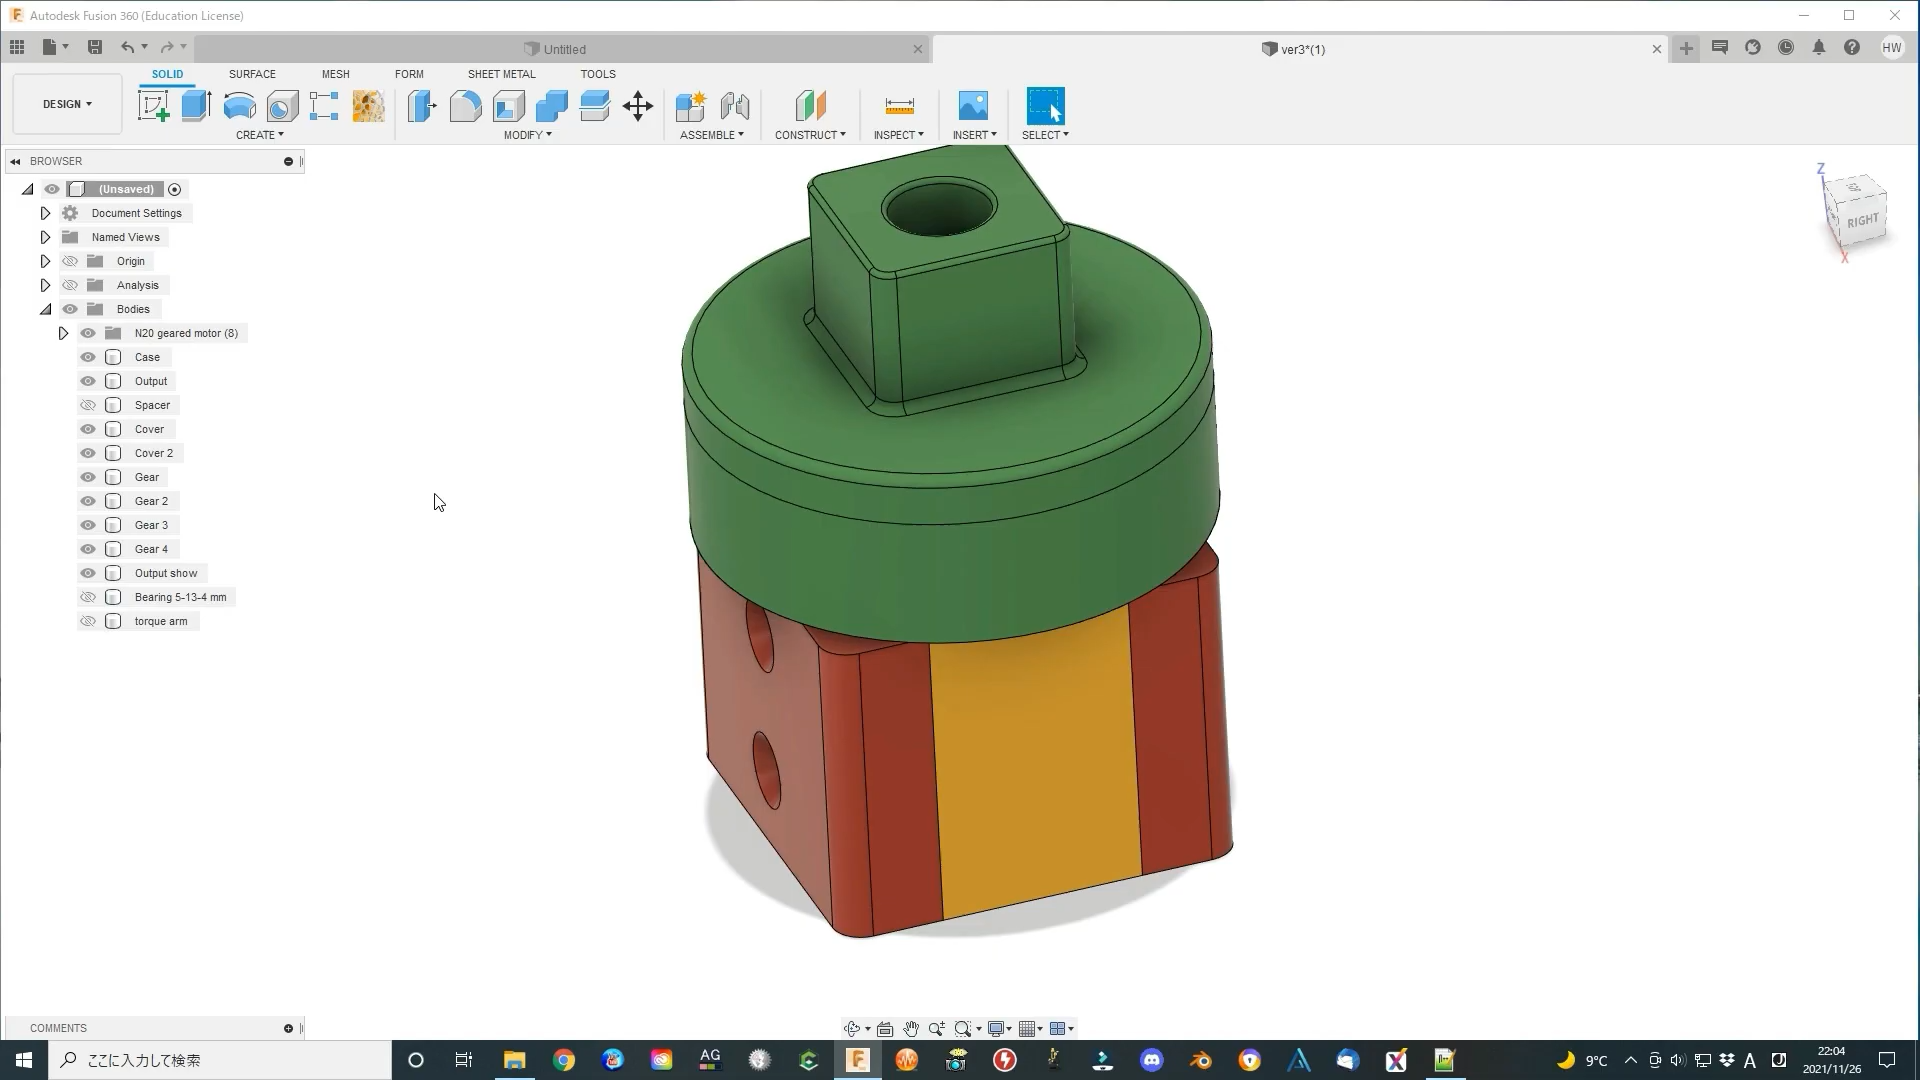 Autodesk Fusion 360 (Education License)
Untitled
ver3*(1)
HW
DESIGN
SOLID
SURFACE
MESH
FORM
SHEET METAL
TOOLS
CREATE
MODIFY
ASSEMBLE
CONSTRUCT
INSPECT
INSERT
SELECT
BROWSER
(Unsaved)
Document Settings
Named Views
Origin
Analysis
Bodies
N20 geared motor (8)
Case
Output
Spacer
Cover
Cover 2
Gear
Gear 2
Gear 3
Gear 4
Output show
Bearing 5-13-4 mm
torque arm
Z
RIGHT
X
COMMENTS
ここに入力して検索
AG
9°C
A
22:04
2021/11/26